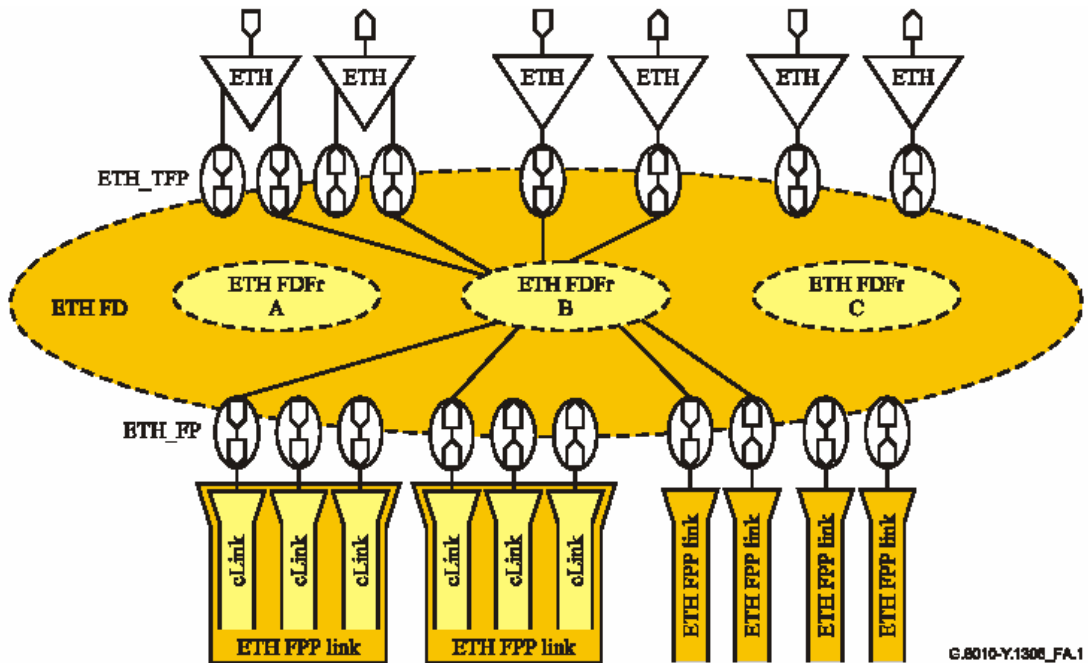 ETH ETH ETH ETH ETH ETH
ETH_TFP
ETH FD
ETH FDFr
A
ETH FDFr
B
ETH FDFr
C
ETH_FP
cLink
cLink
cLink
ETH FPP link
cLink
cLink
cLink
ETH FPP link
ETH FPP link
ETH FPP link
ETH FPP link
ETH FPP link
G.8010-Y.1306_FA.1